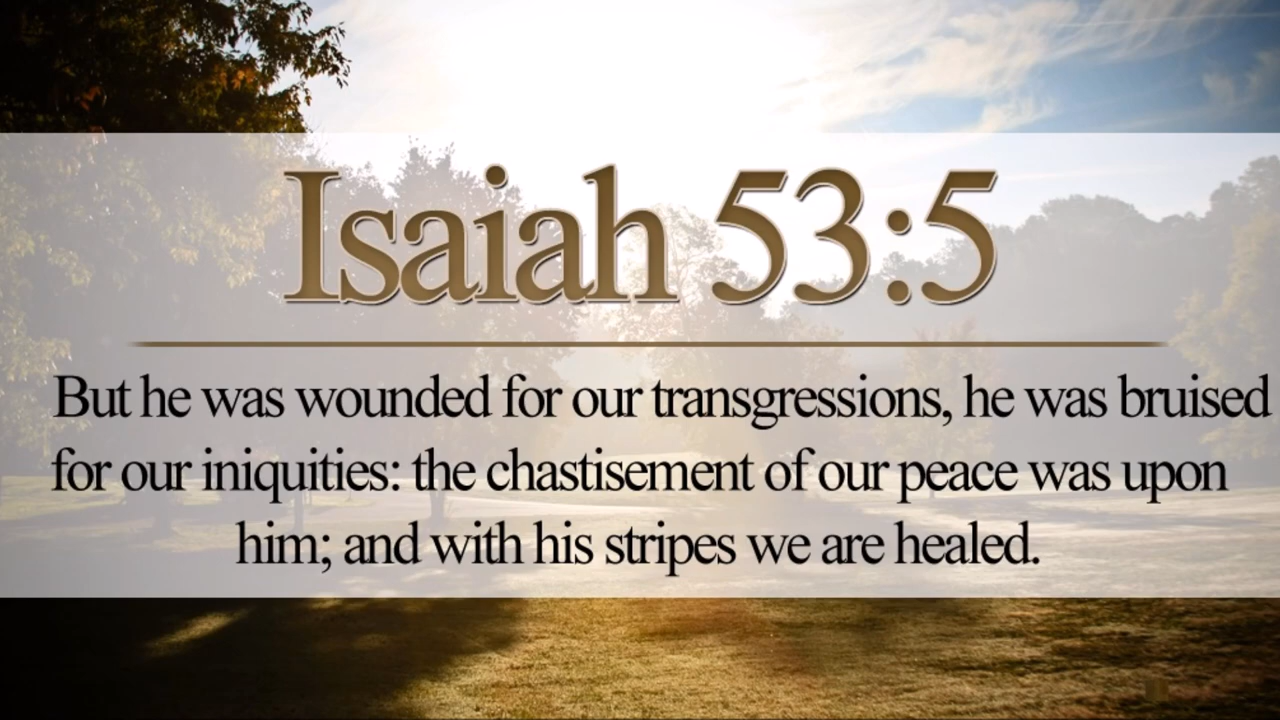 Isaiah 53:5
But he was wounded for our transgressions, he was bruised
for our iniquities: the chastisement of our peace was upon
him; and with his stripes we are healed.